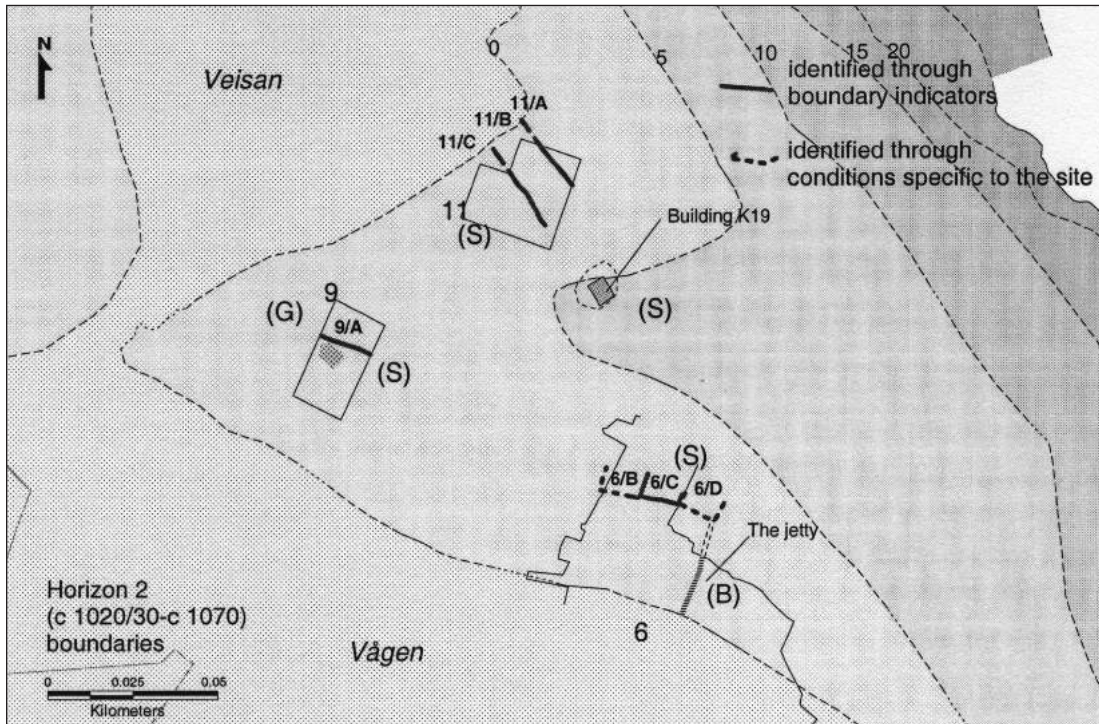 N
Veisan
0
5
10
15
20
identified through
boundary indicators
11/A
11/B
11/C
identified through
conditions specific to the site
11
(S)
Building K19
9
(G)
9/A
(S)
(S)
(S)
6/B
6/C
6/D
The jetty
(B)
Horizon 2
(c 1020/30-c 1070)
boundaries
6
Vågen
0
0.025
0.05
Kilometers